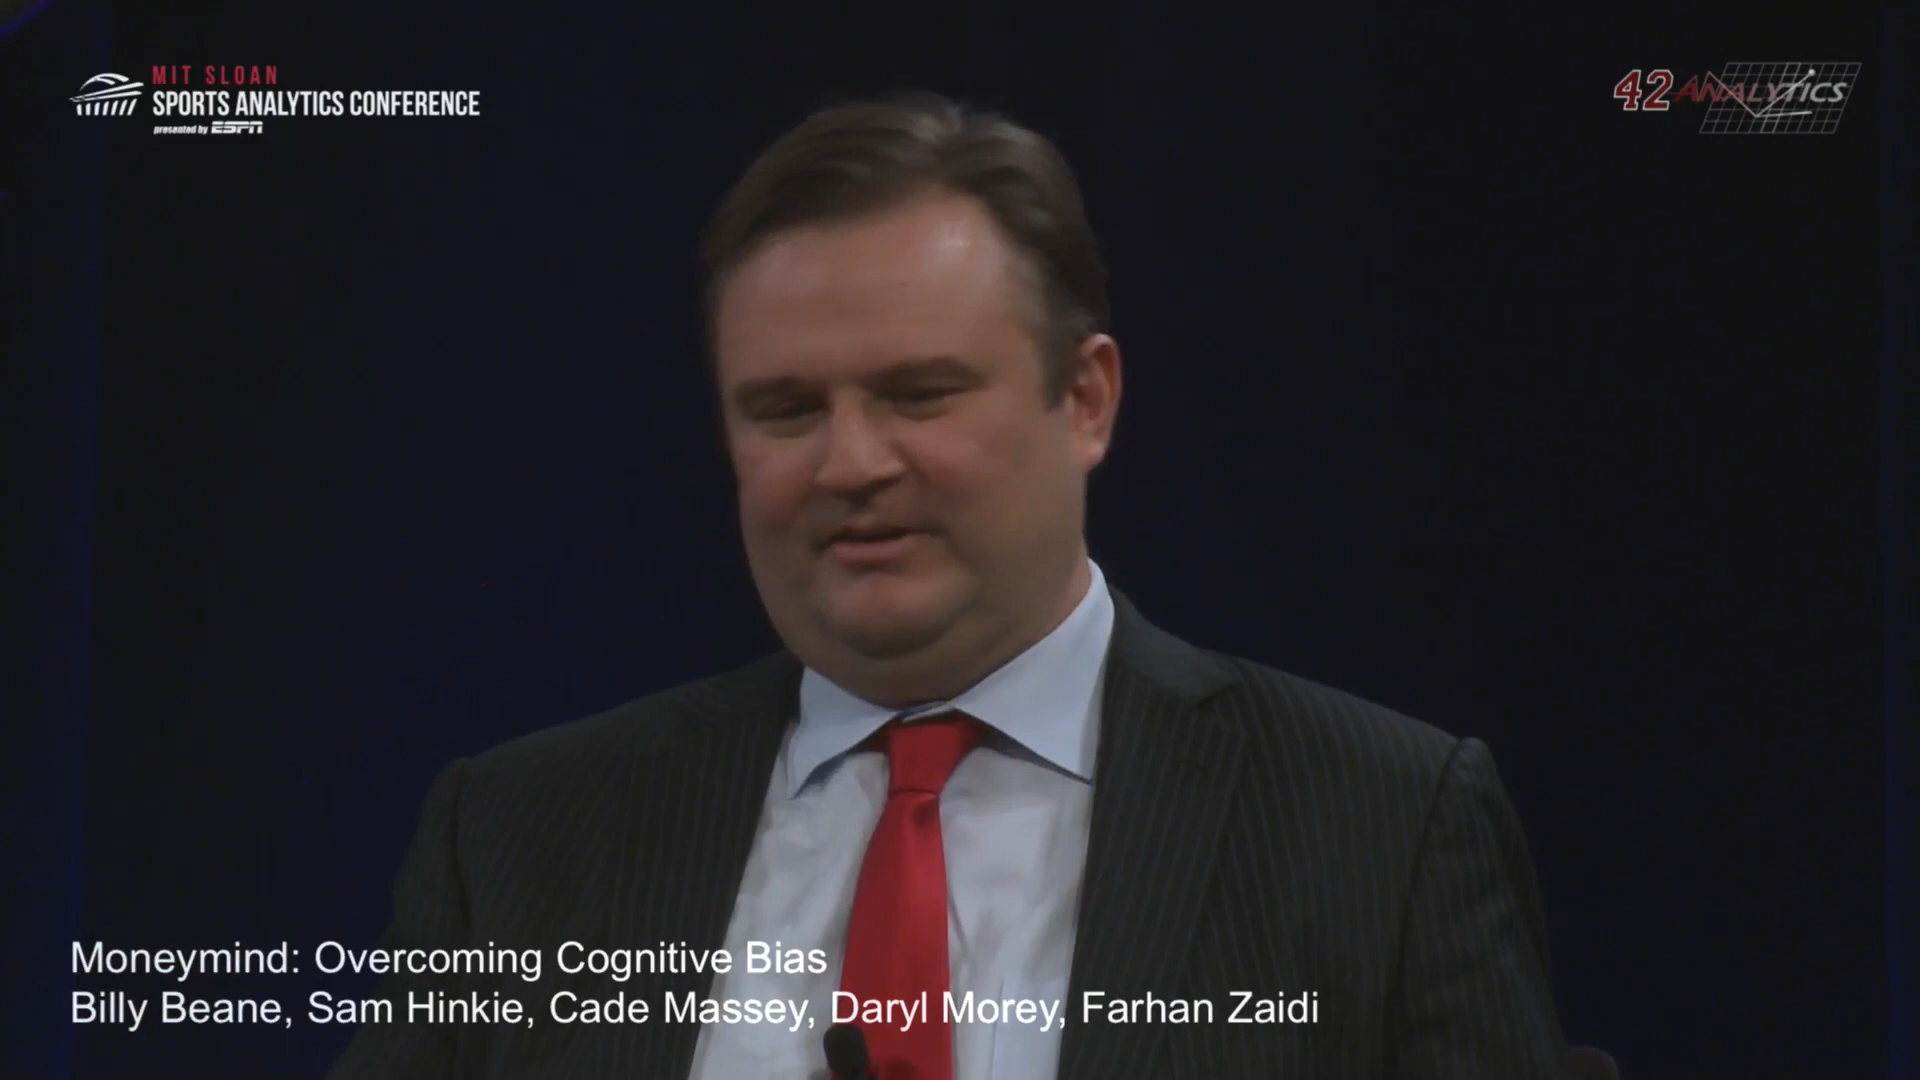 MIT SLOAN
SPORTS ANALYTICS CONFERENCE
presented by ESPN
42 ANALYTICS
Moneymind: Overcoming Cognitive Bias
Billy Beane, Sam Hinkie, Cade Massey, Daryl Morey, Farhan Zaidi